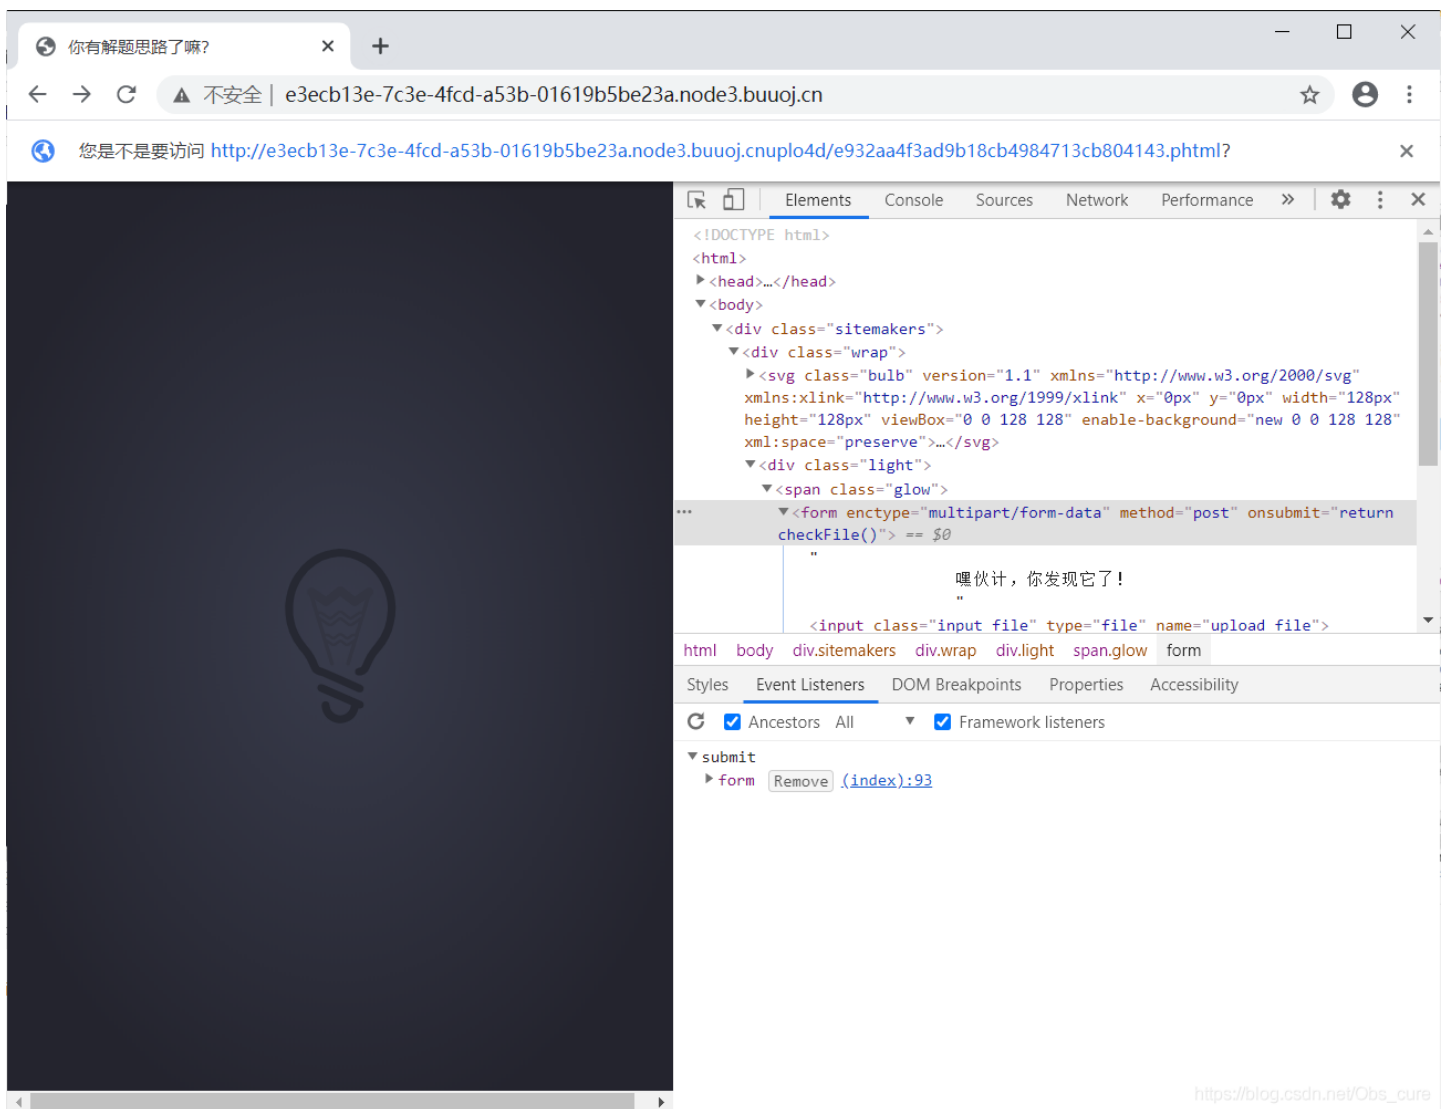 你有解题思路了嘛?
不安全 | e3ecb13e-7c3e-4fcd-a53b-01619b5be23a.node3.buuoj.cn
您是不是要访问 http://e3ecb13e-7c3e-4fcd-a53b-01619b5be23a.node3.buuoj.cnuplo4d/e932aa4f3ad9b18cb4984713cb804143.phtml?
Elements Console Sources Network Performance »
<!DOCTYPE html>
<html>
<head>…</head>
<body>
<div class="sitemakers">
<div class="wrap">
<svg class="bulb" version="1.1" xmlns="http://www.w3.org/2000/svg"
xmlns:xlink="http://www.w3.org/1999/xlink" x="0px" y="0px" width="128px"
height="128px" viewBox="0 0 128 128" enable-background="new 0 0 128 128"
xml:space="preserve">…</svg>
<div class="light">
<span class="glow">
<form enctype="multipart/form-data" method="post" onsubmit="return
checkFile()"> == $0
"
嘿伙计，你发现它了！
"
<input class="input_file" type="file" name="upload_file">
html body div.sitemakers div.wrap div.light span.glow form
Styles Event Listeners DOM Breakpoints Properties Accessibility
Ancestors All Framework listeners
submit
form Remove (index):93
https://blog.csdn.net/Obs_cure